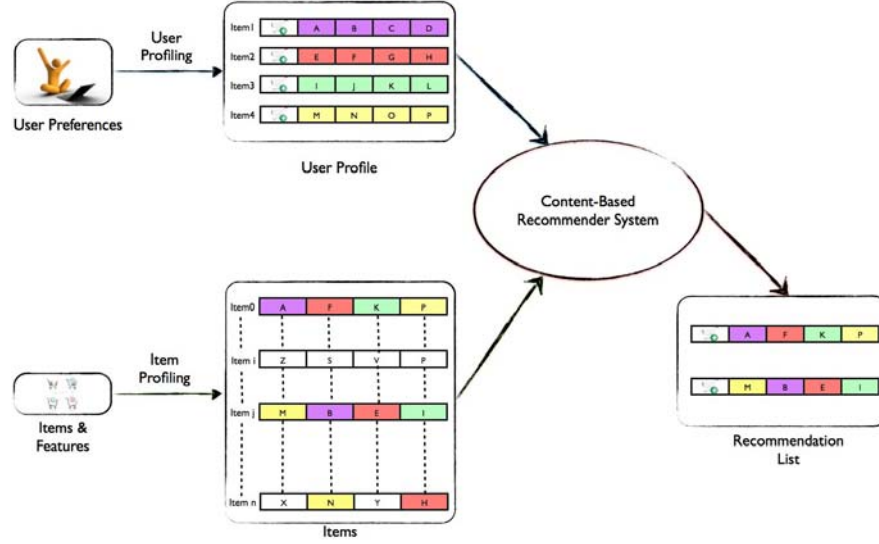 Item1 A B C D
Item2 E F G H
Item3 I J K L
Item4 M N O P
User
Profiling
User Preferences
User Profile
Content-Based
Recommender System
Item0 A F K P
Item i Z S V P
Item j M B E I
Item n X N Y H
Item
Profiling
Items &
Features
Items
A F K P
M B E I
Recommendation
List